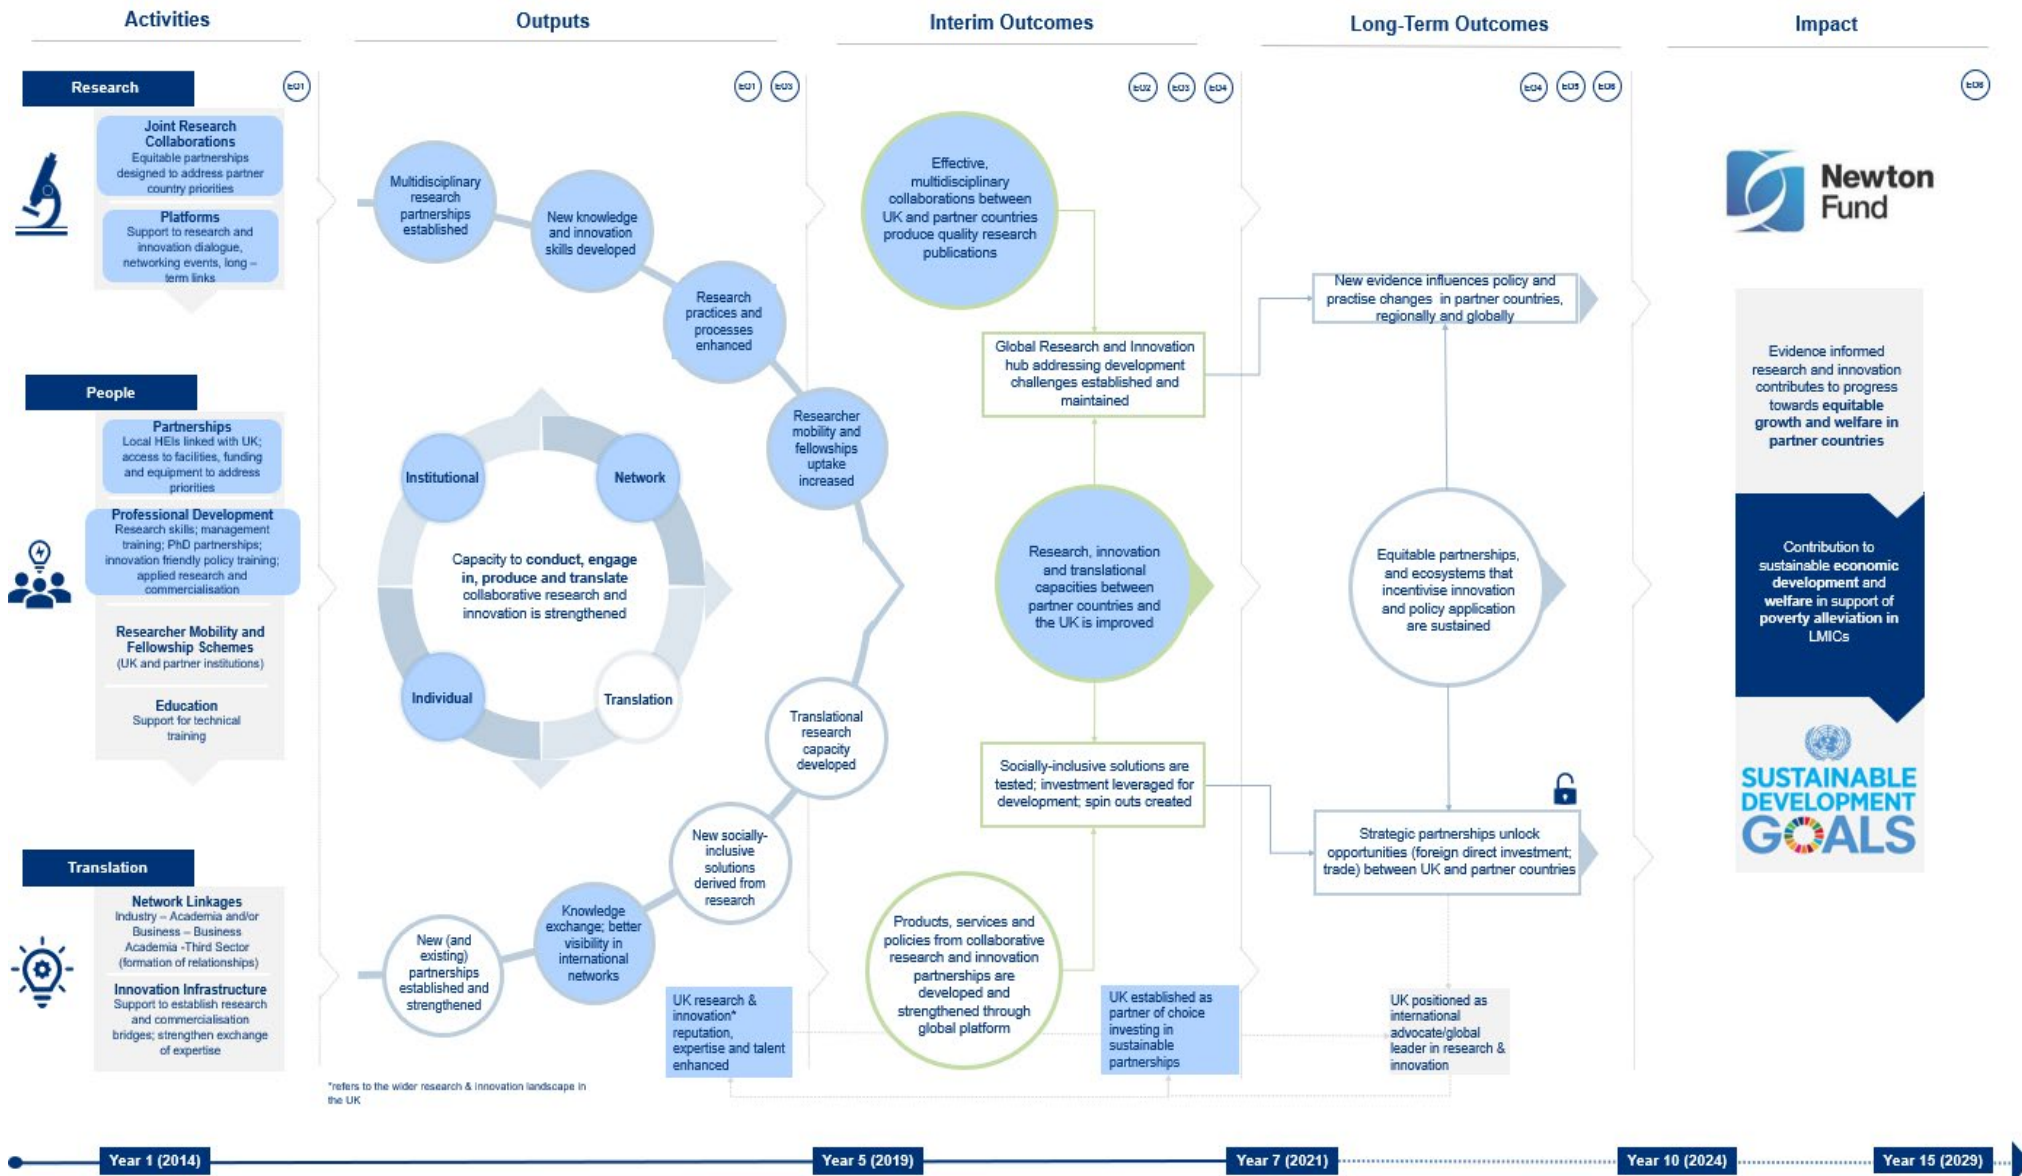 Activities
Outputs
Interim Outcomes
Long-Term Outcomes
Impact
Research
EQ1
EQ1
EQ3
EQ2
EQ3
EQ4
EQ4
EQ5
EQ6
EQ6
Joint Research
Collaborations
Equitable partnerships
designed to address partner
country priorities
Platforms
Support to research and
innovation dialogue,
networking events, long –
term links
People
Partnerships
Local HEIs linked with UK;
access to facilities, funding
and equipment to address
priorities
Professional Development
Research skills; management
training; PhD partnerships;
innovation friendly policy training;
applied research and
commercialisation
Researcher Mobility and
Fellowship Schemes
(UK and partner institutions)
Education
Support for technical
training
Translation
Network Linkages
Industry – Academia and/or
Business – Business
Academia -Third Sector
(formation of relationships)
Innovation Infrastructure
Support to establish research
and commercialisation
bridges; strengthen exchange
of expertise
Multidisciplinary
research
partnerships
established
New knowledge
and innovation
skills developed
Research
practices and
processes
enhanced
Researcher
mobility and
fellowships
uptake
increased
Institutional
Network
Capacity to conduct, engage
in, produce and translate
collaborative research and
innovation is strengthened
Individual
Translation
Translational
research
capacity
developed
New socially-
inclusive
solutions
derived from
research
Knowledge
exchange; better
visibility in
international
networks
New (and
existing)
partnerships
established and
strengthened
UK research &
innovation*
reputation,
expertise and talent
enhanced
*refers to the wider research & innovation landscape in
the UK
Effective,
multidisciplinary
collaborations between
UK and partner countries
produce quality research
publications
Global Research and Innovation
hub addressing development
challenges established and
maintained
Research, innovation
and translational
capacities between
partner countries and
the UK is improved
Socially-inclusive solutions are
tested; investment leveraged for
development; spin outs created
Products, services and
policies from collaborative
research and innovation
partnerships are
developed and
strengthened through
global platform
UK established as
partner of choice
investing in
sustainable
partnerships
New evidence influences policy and
practise changes in partner countries,
regionally and globally
Equitable partnerships,
and ecosystems that
incentivise innovation
and policy application
are sustained
Strategic partnerships unlock
opportunities (foreign direct investment;
trade) between UK and partner countries
UK positioned as
international
advocate/global
leader in research &
innovation
Newton
Fund
Evidence informed
research and innovation
contributes to progress
towards equitable
growth and welfare in
partner countries
Contribution to
sustainable economic
development and
welfare in support of
poverty alleviation in
LMICs
SUSTAINABLE
DEVELOPMENT
GOALS
Year 1 (2014)
Year 5 (2019)
Year 7 (2021)
Year 10 (2024)
Year 15 (2029)